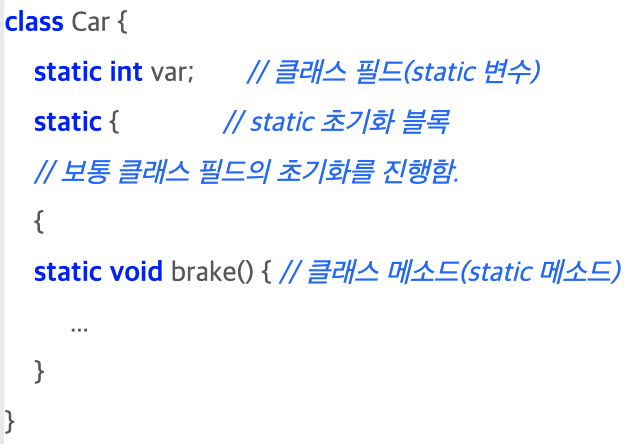 class Car {
static int var; // 클래스 필드(static 변수)
static { // static 초기화 블록
// 보통 클래스 필드의 초기화를 진행함.
{
static void brake() { // 클래스 메소드(static 메소드)
...
}
}